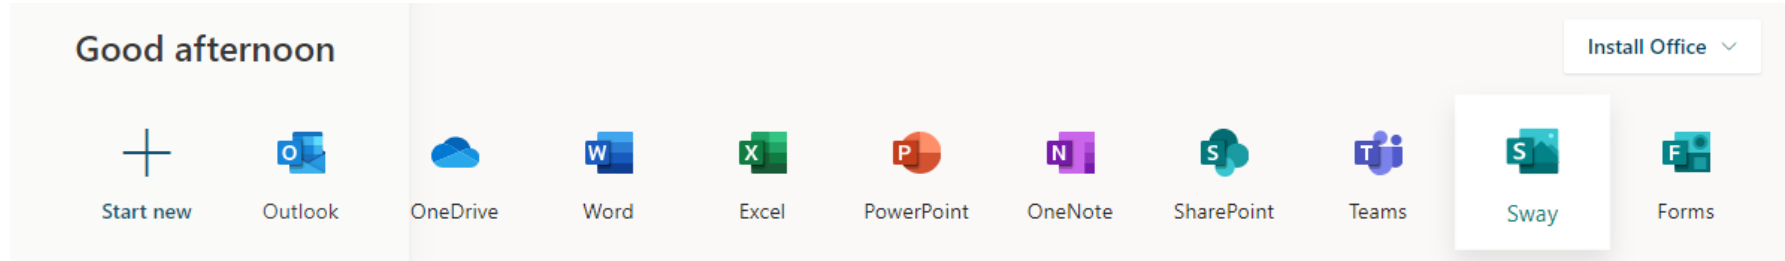 Good afternoon
Install Office
O W X P N S T S F
Start new Outlook OneDrive Word Excel PowerPoint OneNote SharePoint Teams Sway Forms